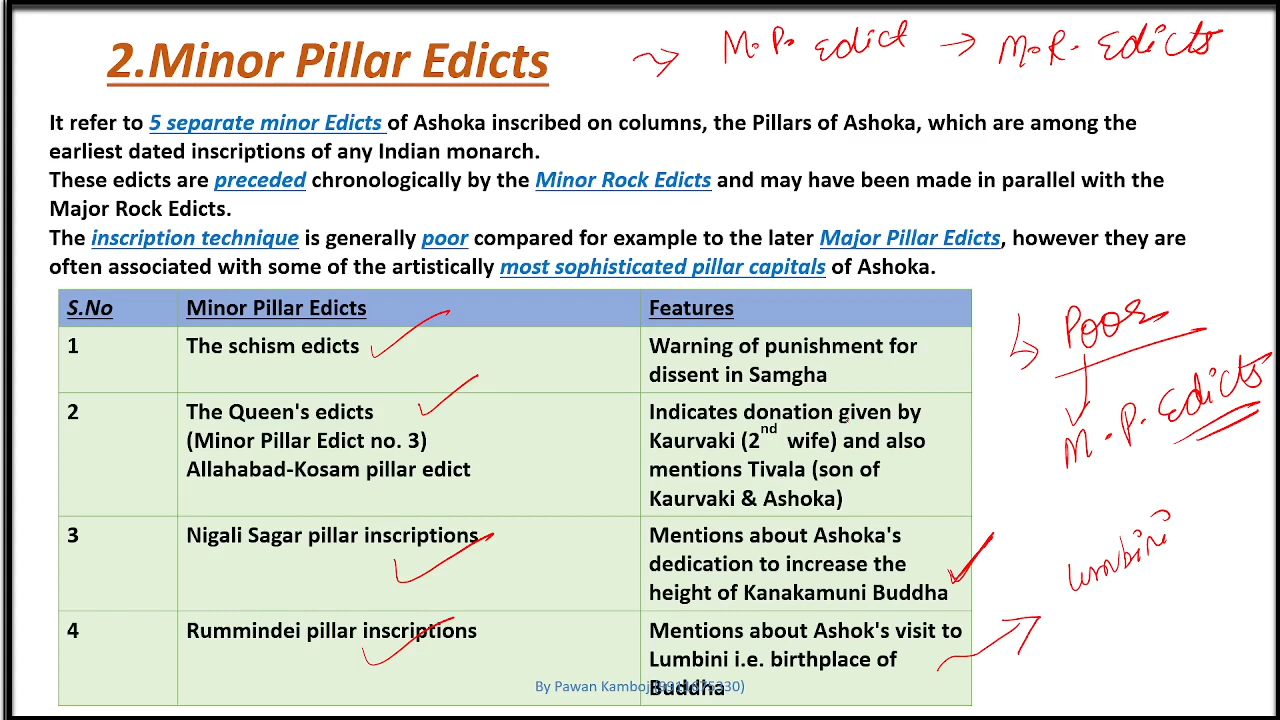 2.Minor Pillar Edicts
M.P. Edict → M.R. Edicts
It refer to 5 separate minor Edicts of Ashoka inscribed on columns, the Pillars of Ashoka, which are among the
earliest dated inscriptions of any Indian monarch.
These edicts are preceded chronologically by the Minor Rock Edicts and may have been made in parallel with the
Major Rock Edicts.
The inscription technique is generally poor compared for example to the later Major Pillar Edicts, however they are
often associated with some of the artistically most sophisticated pillar capitals of Ashoka.
S.No Minor Pillar Edicts Features
1 The schism edicts Warning of punishment for
dissent in Samgha
2 The Queen's edicts Indicates donation given by
(Minor Pillar Edict no. 3) Kaurvaki (2nd wife) and also
Allahabad-Kosam pillar edict mentions Tivala (son of
Kaurvaki & Ashoka)
3 Nigali Sagar pillar inscriptions Mentions about Ashoka's
dedication to increase the
height of Kanakamuni Buddha
4 Rummindei pillar inscriptions Mentions about Ashok's visit to
Lumbini i.e. birthplace of
Buddha
Poor
M.P. Edicts
Lumbini
By Pawan Kamboj